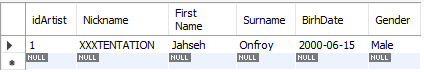 idArtist Nickname First Name Surname BirhDate Gender
1 XXXTENTATION Jahseh Onfroy 2000-06-15 Male
NULL NULL NULL NULL NULL NULL